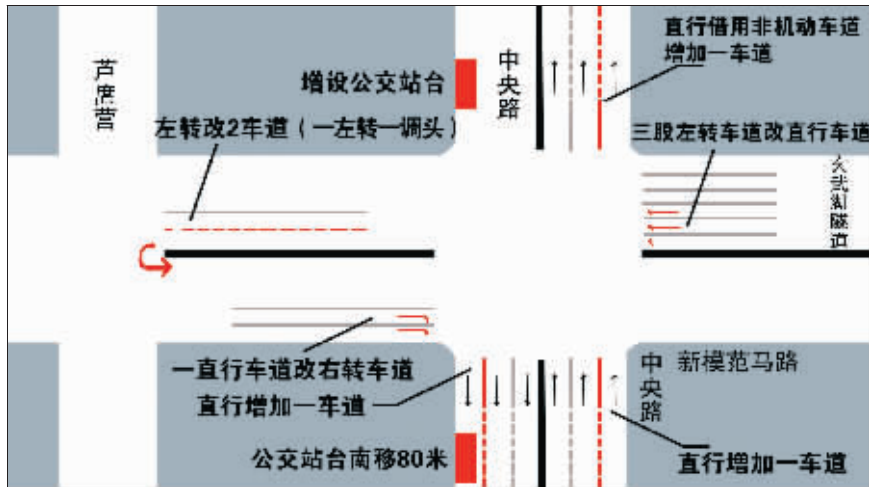 直行借用非机动车道
增加一车道
中央路
芦席营
增设公交站台
左转改2车道（一左转一调头）
三股左转车道改直行车道
玄武湖隧道
一直行车道改右转车道
直行增加一车道
中央路
新模范马路
公交站台南移80米
直行增加一车道